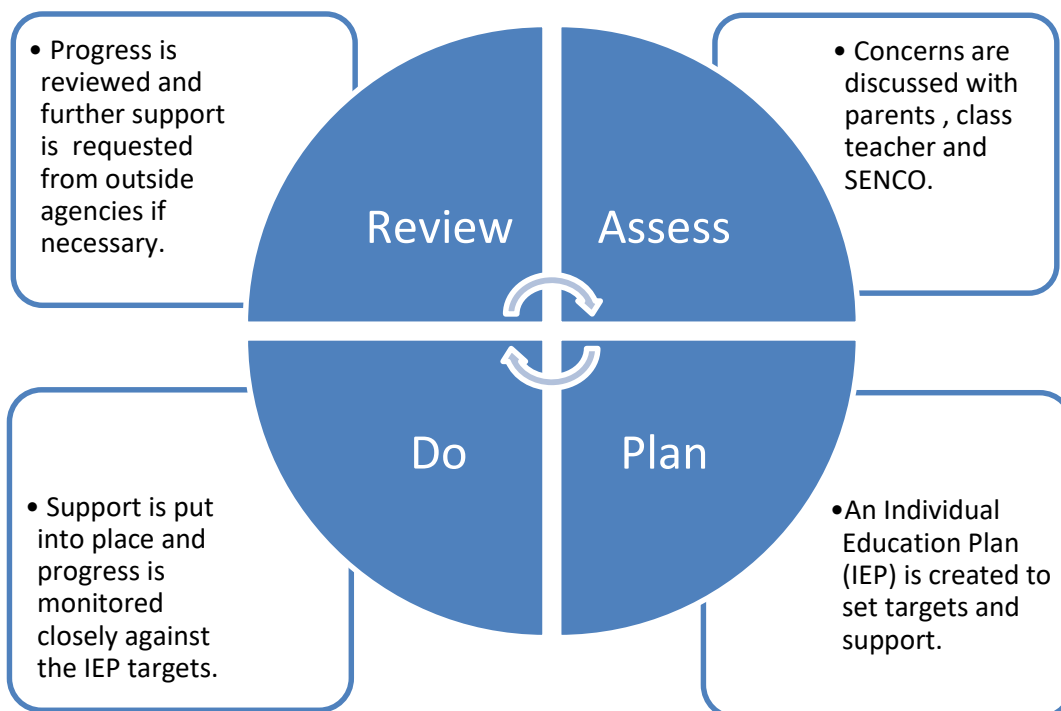 • Progress is
reviewed and
further support
is requested
from outside
agencies if
necessary.
Review
Assess
• Concerns are
discussed with
parents , class
teacher and
SENCO.
Do
Plan
• Support is put
into place and
progress is
monitored
closely against
the IEP targets.
•An Individual
Education Plan
(IEP) is created to
set targets and
support.